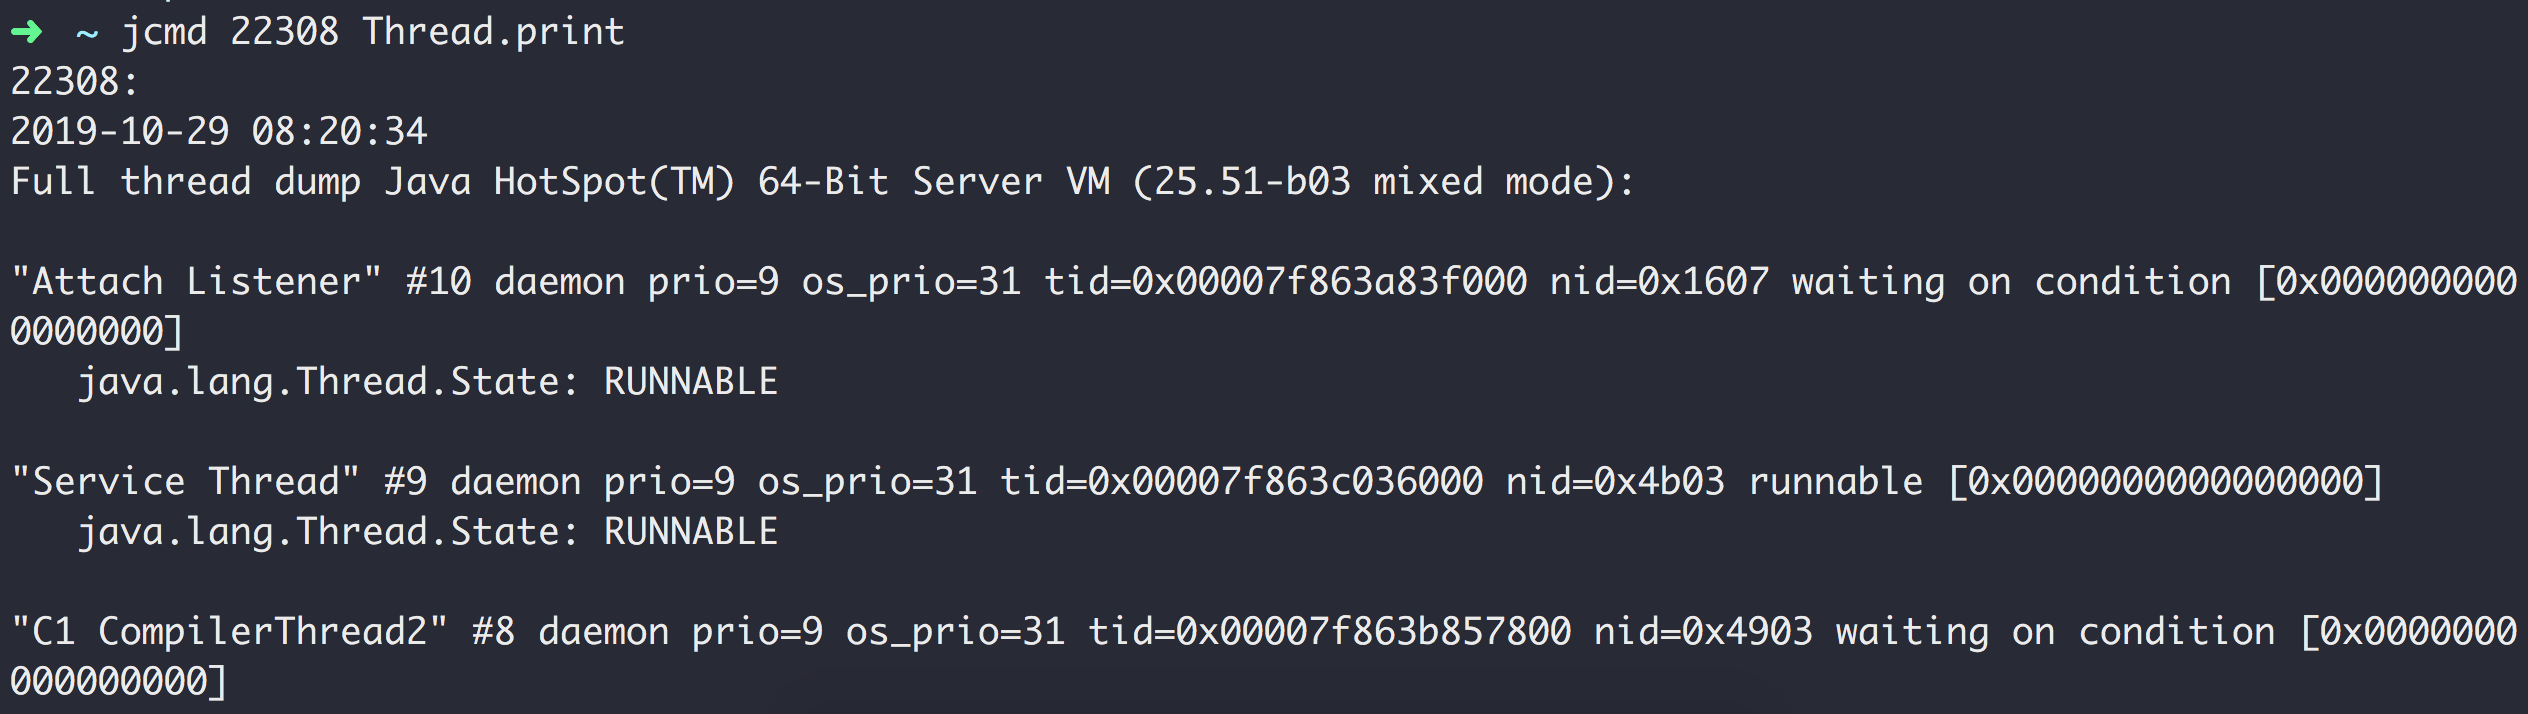 ➜  ~ jcmd 22308 Thread.print
22308:
2019-10-29 08:20:34
Full thread dump Java HotSpot(TM) 64-Bit Server VM (25.51-b03 mixed mode):

"Attach Listener" #10 daemon prio=9 os_prio=31 tid=0x00007f863a83f000 nid=0x1607 waiting on condition [0x000000000
0000000]
   java.lang.Thread.State: RUNNABLE

"Service Thread" #9 daemon prio=9 os_prio=31 tid=0x00007f863c036000 nid=0x4b03 runnable [0x0000000000000000]
   java.lang.Thread.State: RUNNABLE

"C1 CompilerThread2" #8 daemon prio=9 os_prio=31 tid=0x00007f863b857800 nid=0x4903 waiting on condition [0x0000000
000000000]